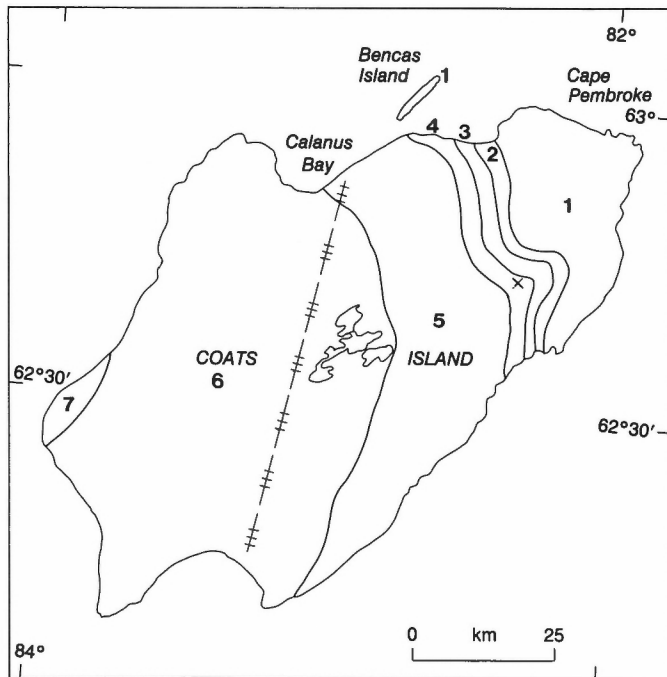 82°
Bencas
Island
1
Cape
Pembroke
63°
4
3
2
Calanus
Bay
1
5
COATS
ISLAND
6
62°30'
7
62°30'
0
km
25
84°